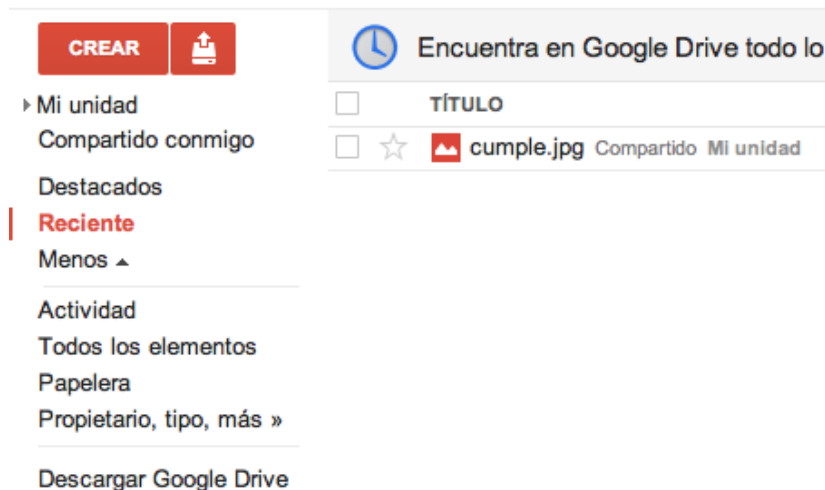 CREAR
Mi unidad
Compartido conmigo
Destacados
Reciente
Menos
Actividad
Todos los elementos
Papelera
Propietario, tipo, más »
Descargar Google Drive
Encuentra en Google Drive todo lo
TÍTULO
cumple.jpg Compartido Mi unidad